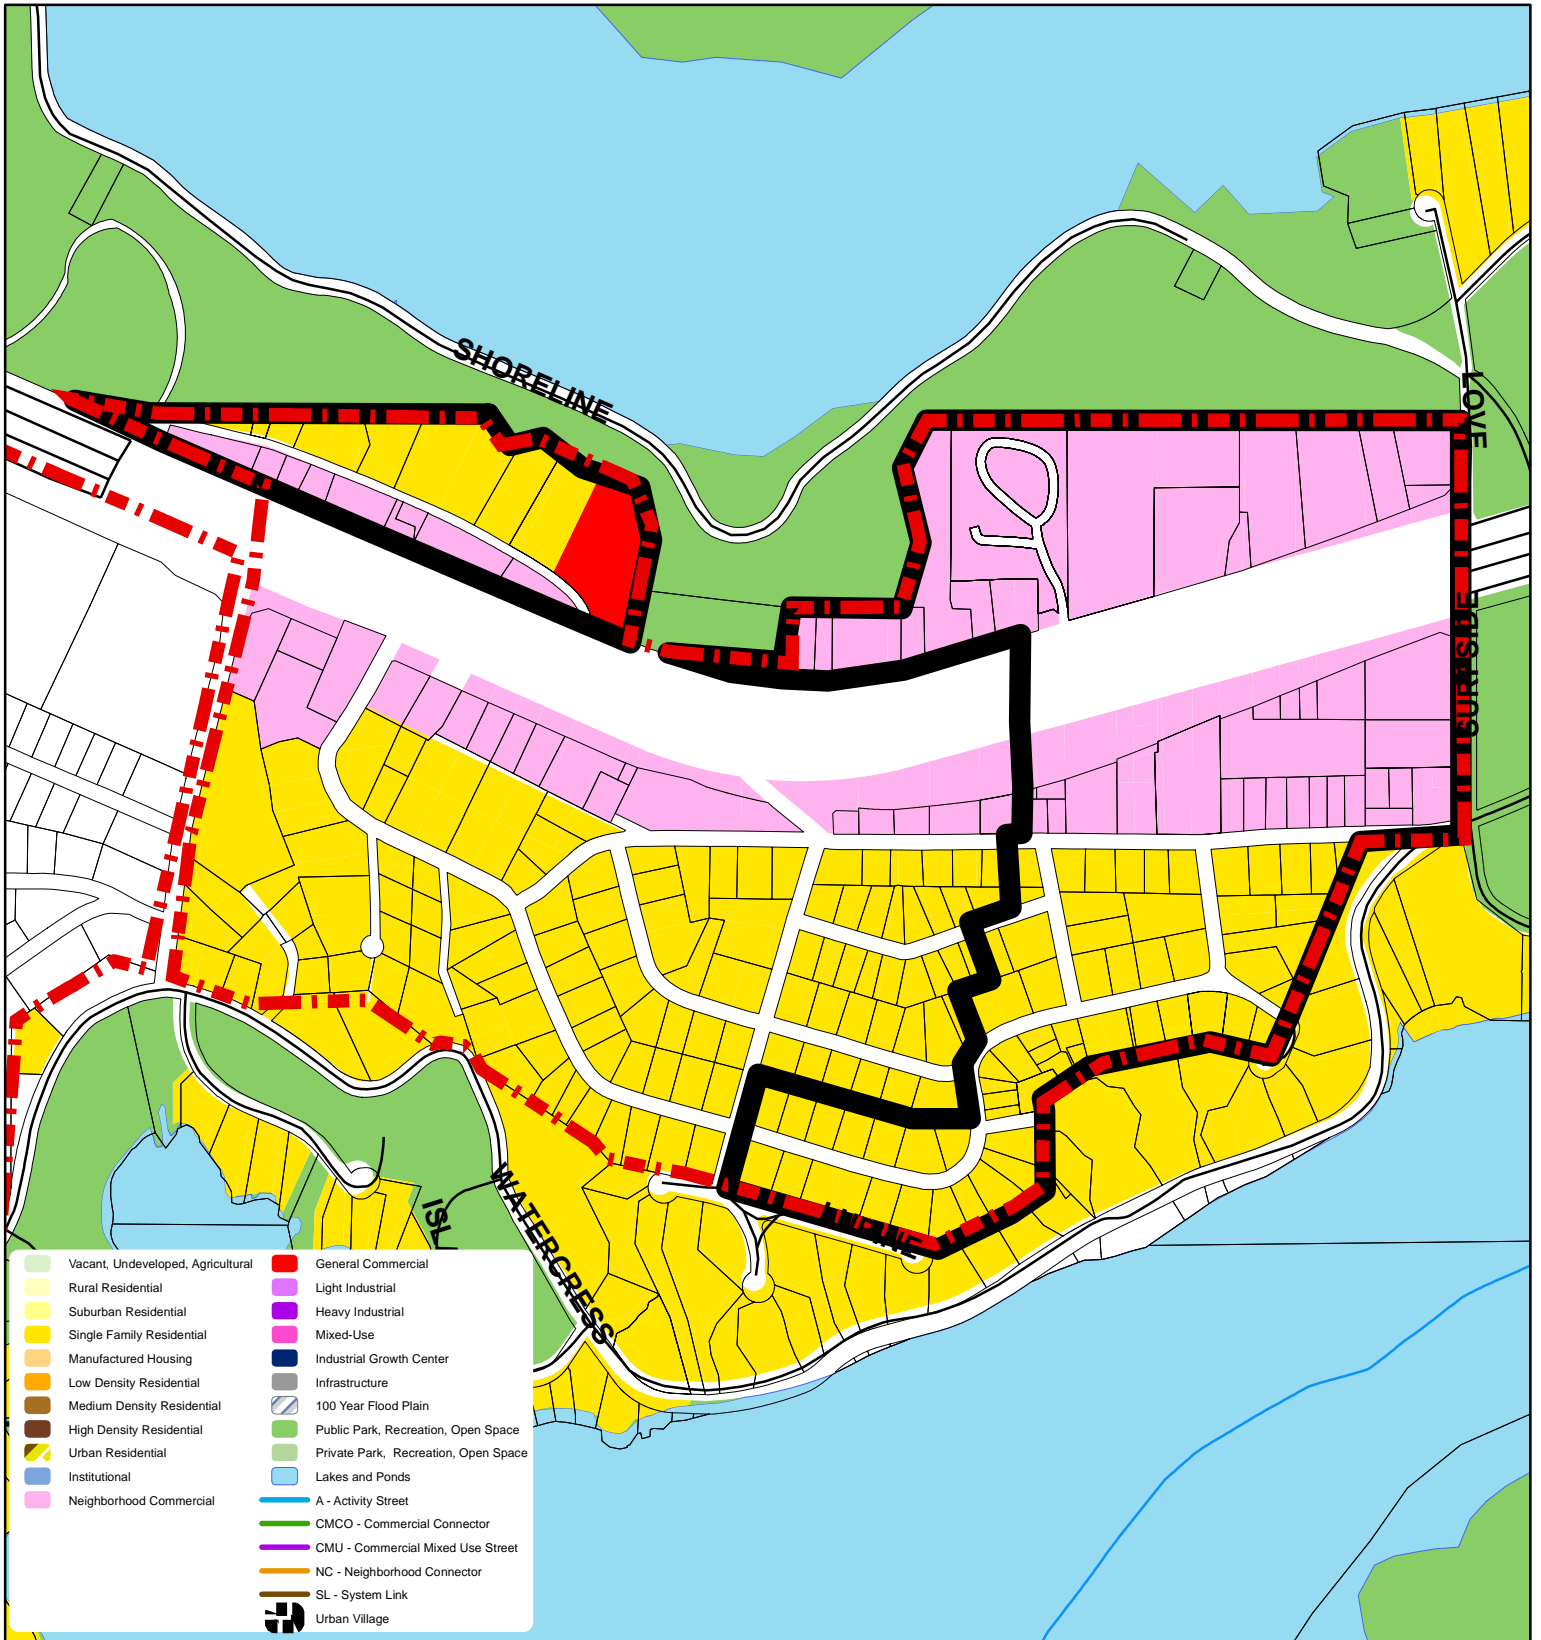 SHORELINE
LOVE
SURFSIDE
WATERCRESS
ISL
LUPINE
Vacant, Undeveloped, Agricultural
General Commercial
Rural Residential
Light Industrial
Suburban Residential
Heavy Industrial
Single Family Residential
Mixed-Use
Manufactured Housing
Industrial Growth Center
Low Density Residential
Infrastructure
Medium Density Residential
100 Year Flood Plain
High Density Residential
Public Park, Recreation, Open Space
Urban Residential
Private Park, Recreation, Open Space
Institutional
Lakes and Ponds
Neighborhood Commercial
A - Activity Street
CMCO - Commercial Connector
CMU - Commercial Mixed Use Street
NC - Neighborhood Connector
SL - System Link
Urban Village